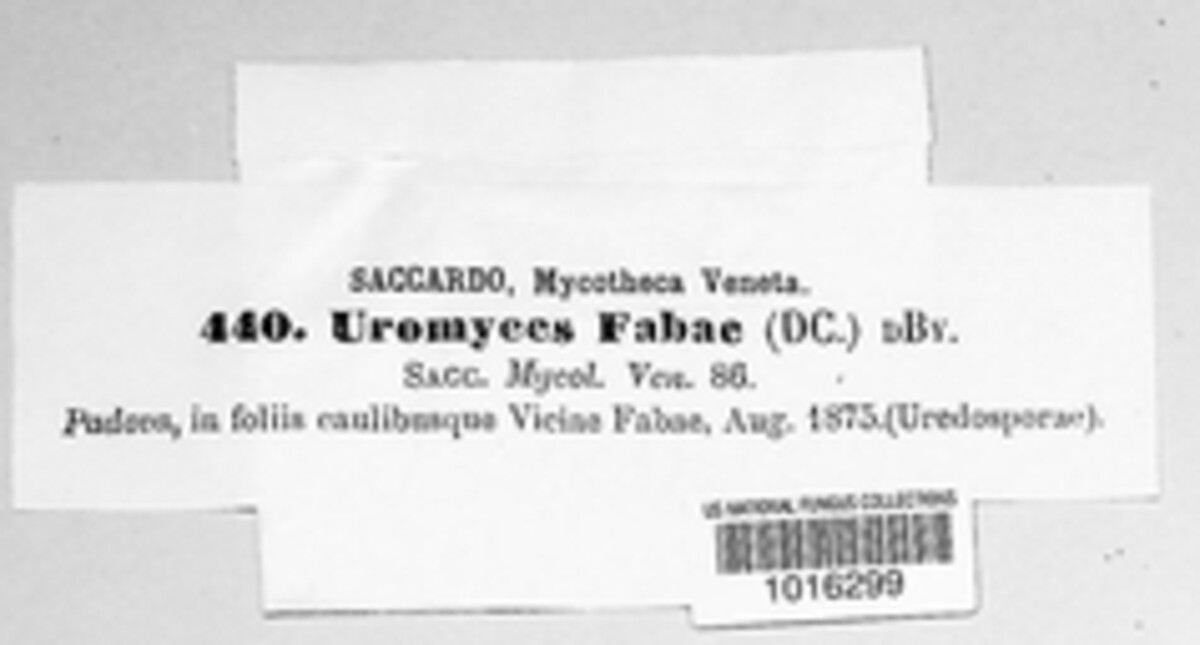 SACCARDO, Mycotheca Veneta.
440. Uromyces Fabae (DC.) DBY.
SACC. Mycol. Ven. 86.
Padova, in foliis caulibusque Viciae Fabae, Aug. 1875.(Uredosporae).
US NATIONAL FUNGUS COLLECTIONS
1016299